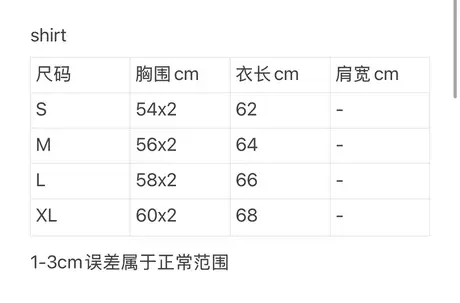 shirt
尺码 胸围cm 衣长cm 肩宽cm
S 54x2 62 -
M 56x2 64 -
L 58x2 66 -
XL 60x2 68 -
1-3cm误差属于正常范围